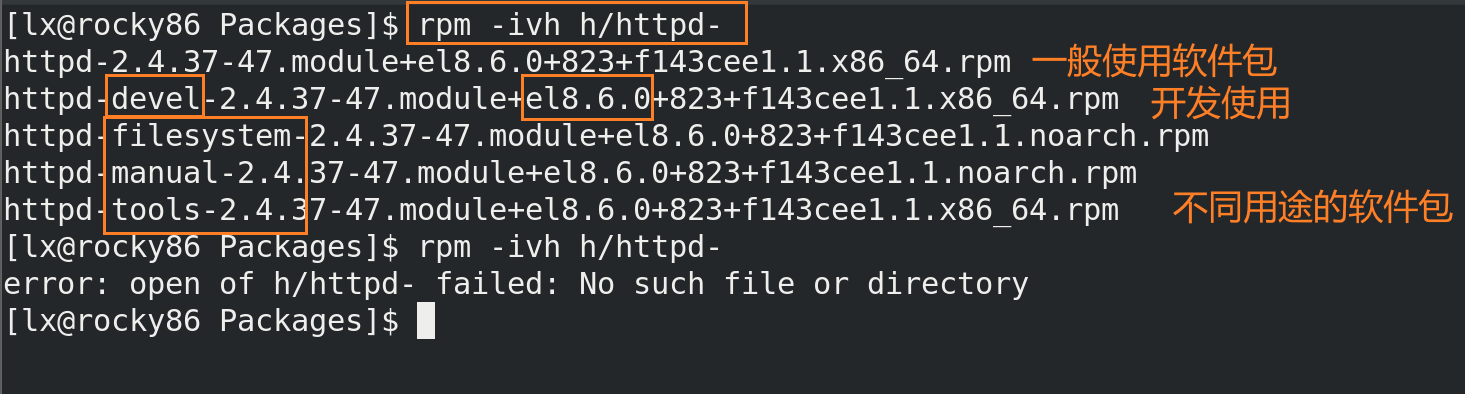 [lx@rocky86 Packages]$ rpm -ivh h/httpd-
httpd-2.4.37-47.module+el8.6.0+823+f143cee1.1.x86_64.rpm 一般使用软件包
httpd-devel-2.4.37-47.module+el8.6.0+823+f143cee1.1.x86_64.rpm 开发使用
httpd-filesystem-2.4.37-47.module+el8.6.0+823+f143cee1.1.noarch.rpm
httpd-manual-2.4.37-47.module+el8.6.0+823+f143cee1.1.noarch.rpm
httpd-tools-2.4.37-47.module+el8.6.0+823+f143cee1.1.x86_64.rpm 不同用途的软件包
[lx@rocky86 Packages]$ rpm -ivh h/httpd-
error: open of h/httpd- failed: No such file or directory
[lx@rocky86 Packages]$